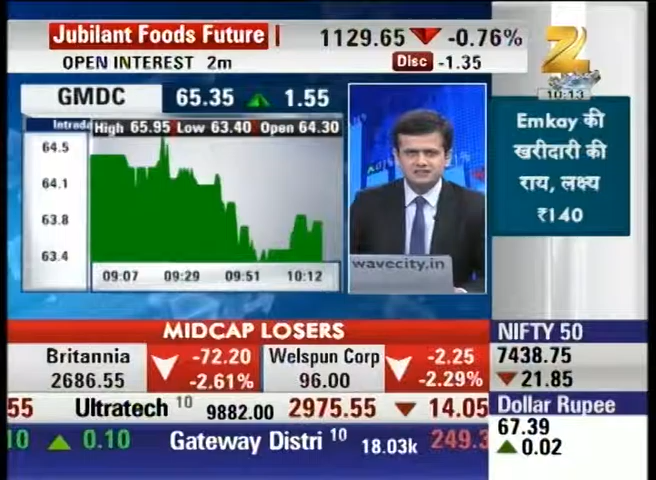 Jubilant Foods Future
1129.65 -0.76%
OPEN INTEREST 2m
Disc -1.35
10:13
GMDC 65.35 1.55
High 65.95 Low 63.40 Open 64.30
64.5
64.1
63.8
63.4
09:07 09:29 09:51 10:12
wavecity.in
Emkay की
खरीदारी की
राय, लक्ष्य
₹140
MIDCAP LOSERS
Britannia -72.20
2686.55 -2.61%
Welspun Corp -2.25
96.00 -2.29%
NIFTY 50
7438.75
21.85
55 Ultratech 10 9882.00 2975.55 14.05
Dollar Rupee
67.39
0.02
10 0.10 Gateway Distri 10 18.03k 249.3